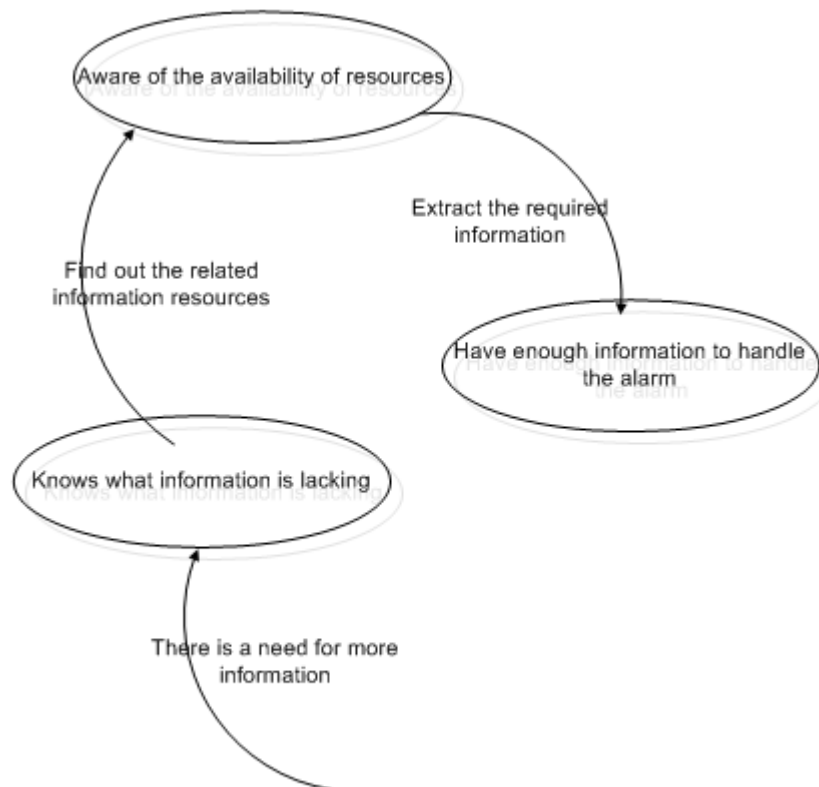 Aware of the availability of resources
Extract the required
information
Find out the related
information resources
Have enough information to handle
the alarm
Knows what information is lacking
There is a need for more
information